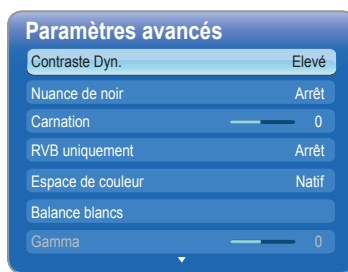 Paramètres avancés
Contraste Dyn. Elevé
Nuance de noir Arrêt
Carnation 0
RVB uniquement Arrêt
Espace de couleur Natif
Balance blancs
Gamma 0